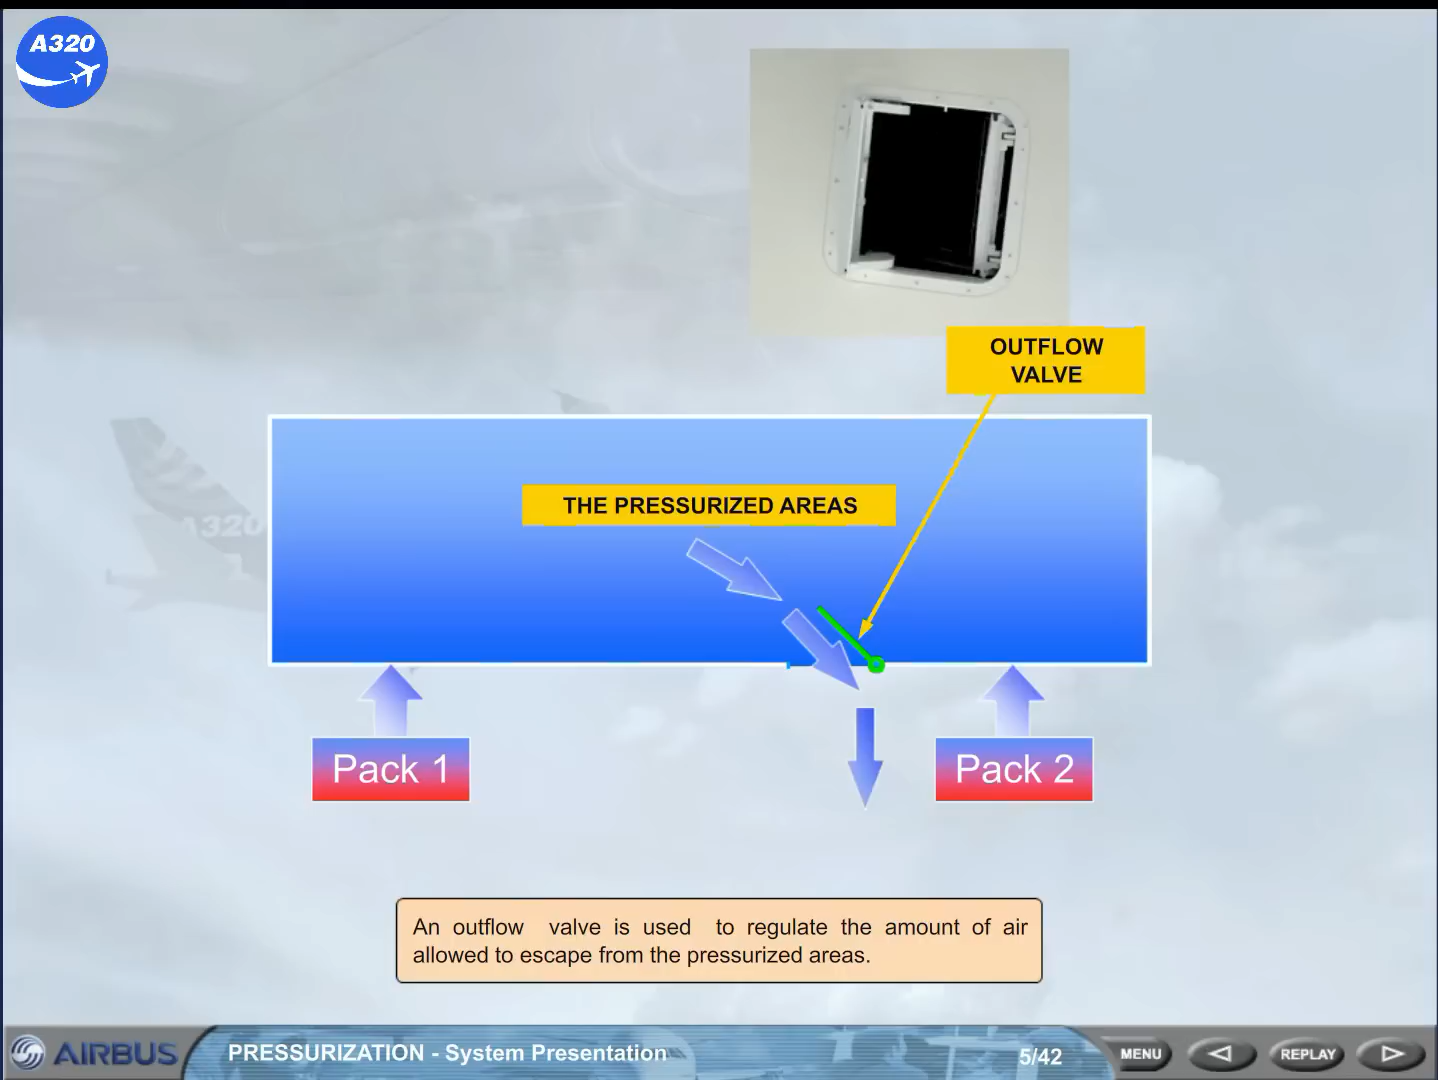 A320
OUTFLOW
VALVE
THE PRESSURIZED AREAS
A320
Pack 1
Pack 2
An outflow valve is used to regulate the amount of air
allowed to escape from the pressurized areas.
AIRBUS
PRESSURIZATION - System Presentation
5/42
MENU
REPLAY